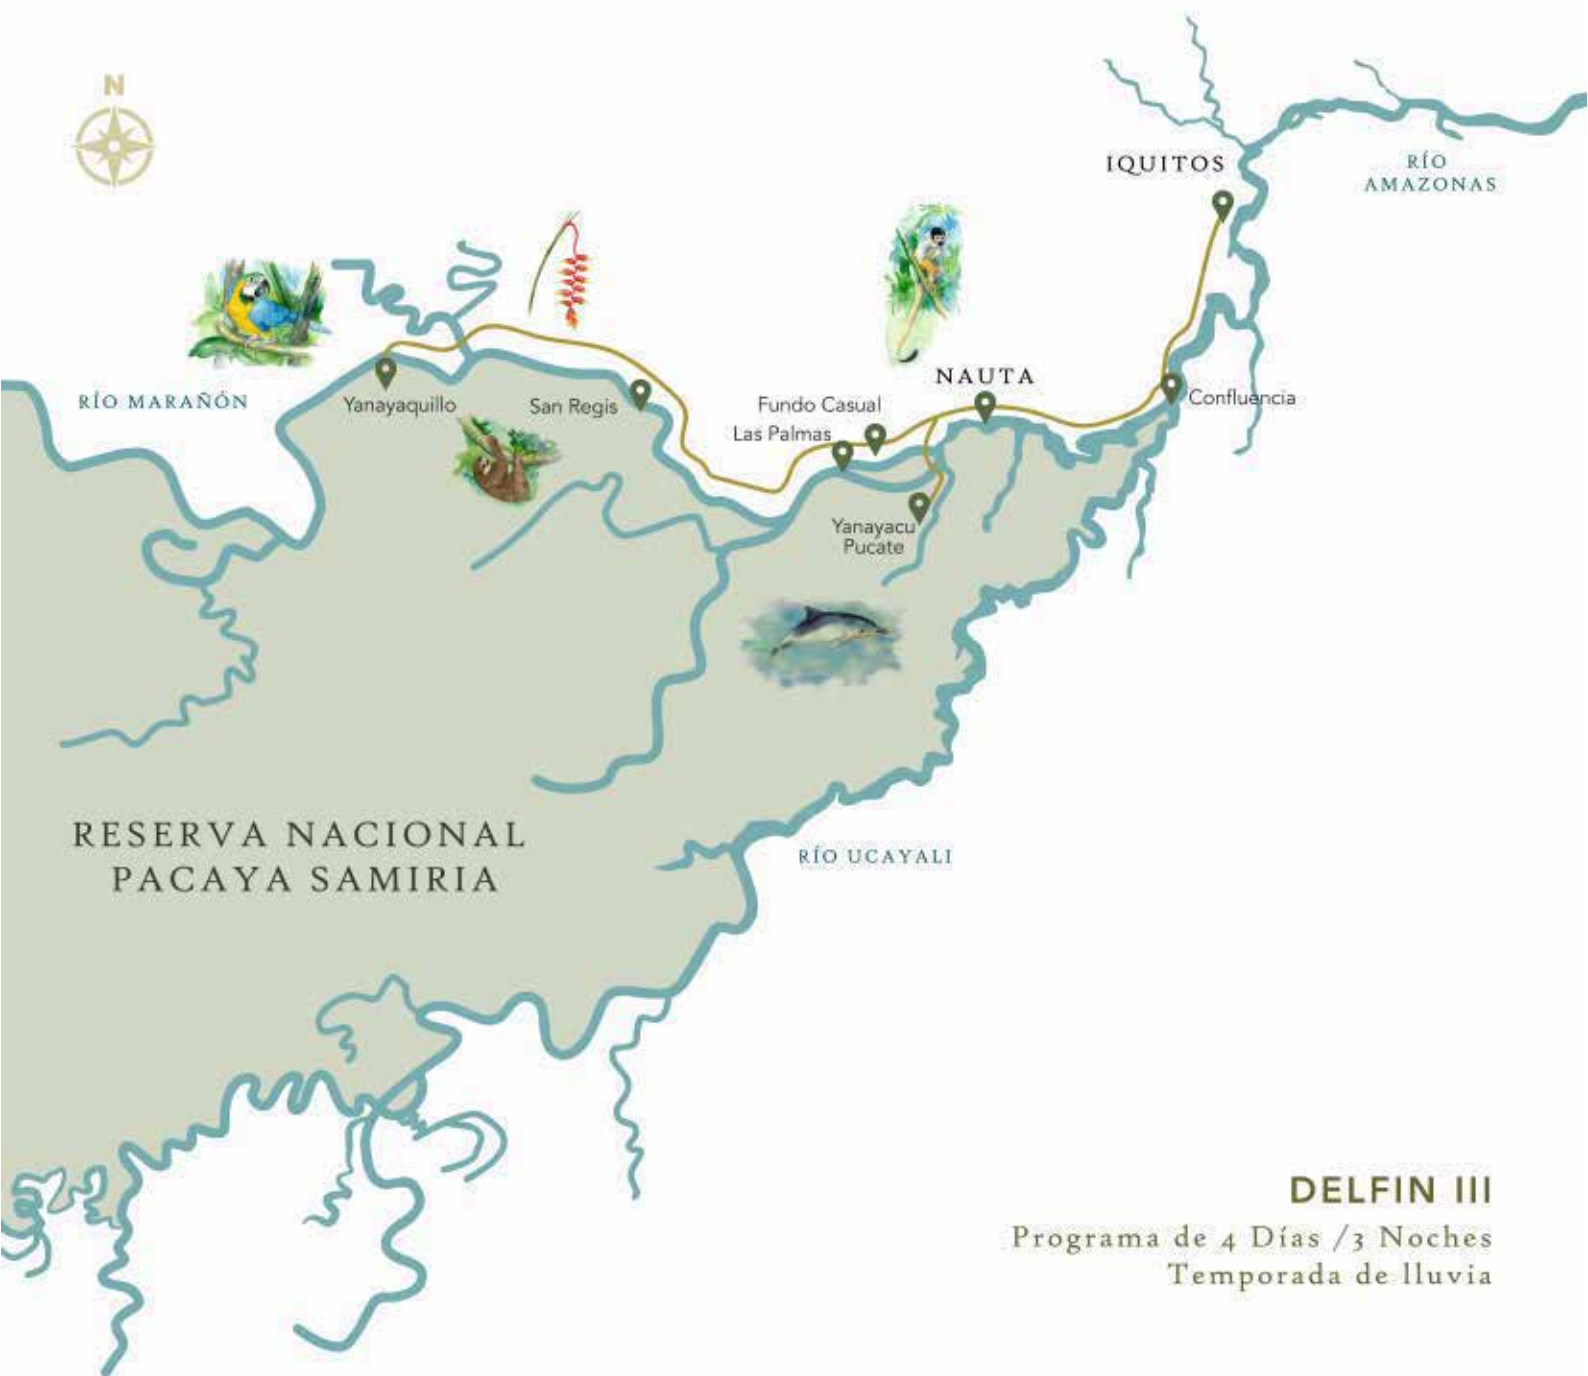 N
IQUITOS
RÍO
AMAZONAS
NAUTA
RÍO MARAÑÓN
Yanayaquillo
San Regis
Fundo Casual
Las Palmas
Confluencia
Yanayacu
Pucate
RESERVA NACIONAL
PACAYA SAMIRIA
RÍO UCAYALI
DELFIN III
Programa de 4 Días /3 Noches
Temporada de lluvia